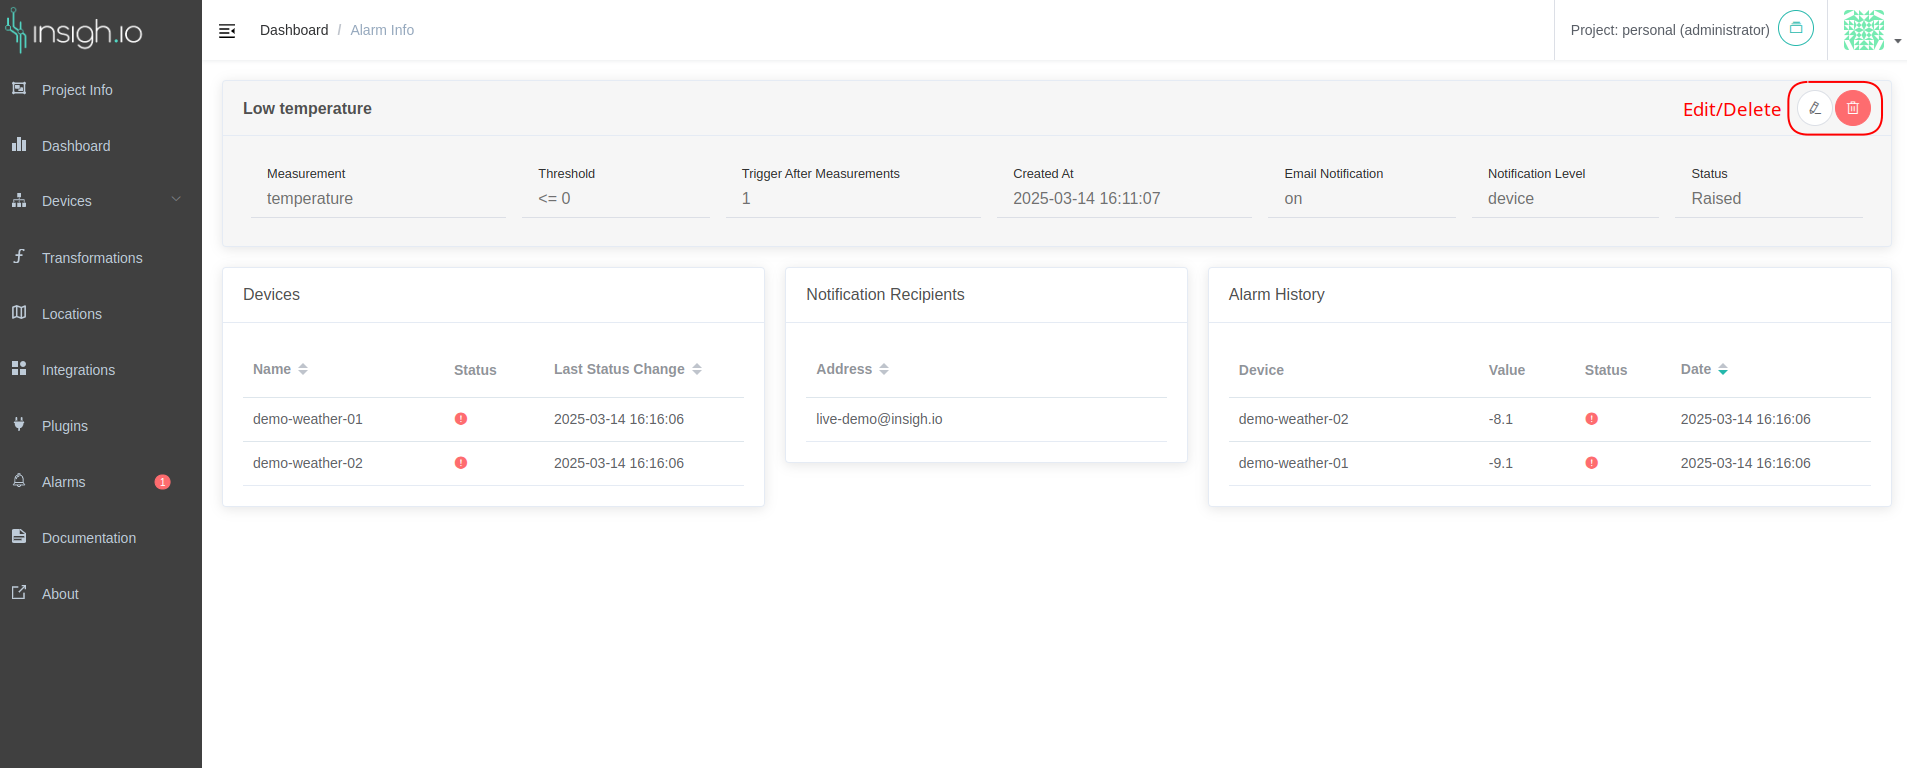 insigh.io
Dashboard / Alarm Info
Project: personal (administrator)
Project Info
Dashboard
Devices
Transformations
Locations
Integrations
Plugins
Alarms 1
Documentation
About
Low temperature
Edit/Delete
Measurement Threshold Trigger After Measurements Created At Email Notification Notification Level Status
temperature <= 0 1 2025-03-14 16:11:07 on device Raised
Devices
Name Status Last Status Change
demo-weather-01 2025-03-14 16:16:06
demo-weather-02 2025-03-14 16:16:06
Notification Recipients
Address
live-demo@insigh.io
Alarm History
Device Value Status Date
demo-weather-02 -8.1 2025-03-14 16:16:06
demo-weather-01 -9.1 2025-03-14 16:16:06